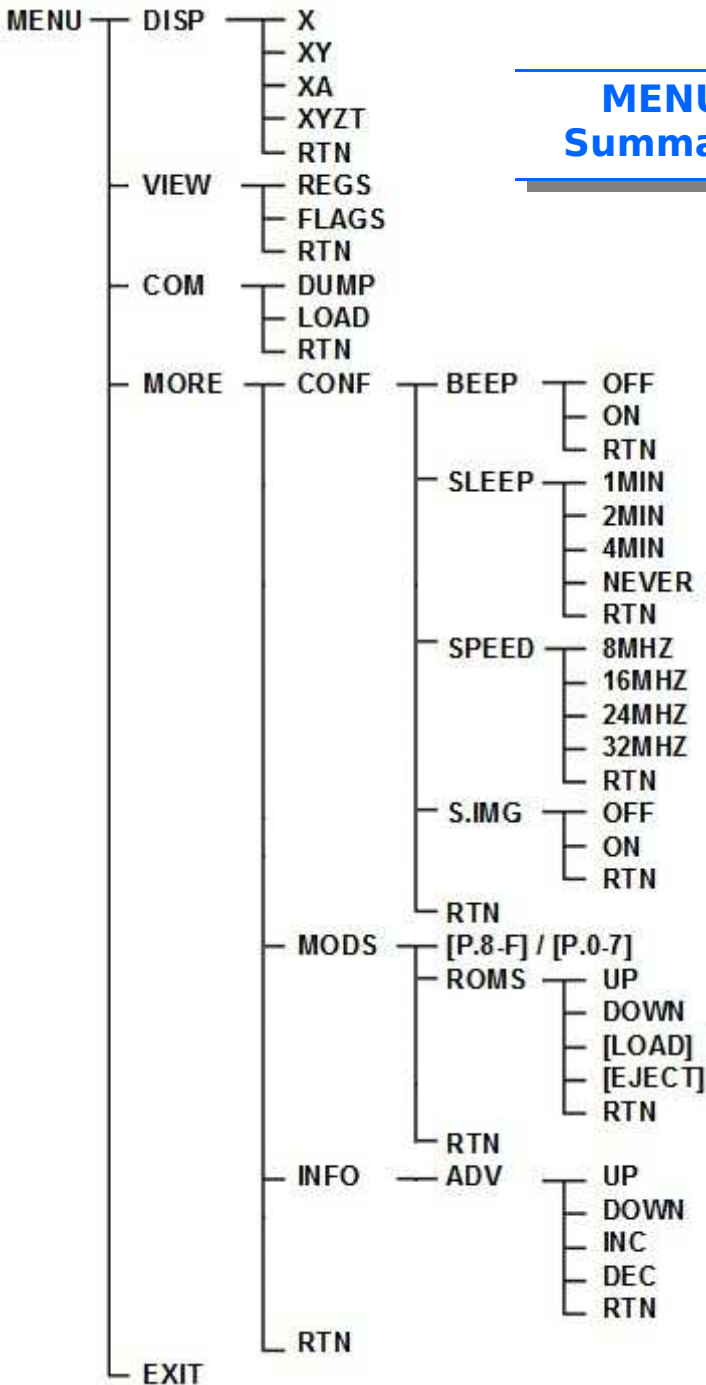 MENU DISP X
XY
XA
XYZT
RTN
MENU
Summa
VIEW REGS
FLAGS
RTN
COM DUMP
LOAD
RTN
MORE CONF BEEP OFF
ON
RTN
SLEEP 1MIN
2MIN
4MIN
NEVER
RTN
SPEED 8MHZ
16MHZ
24MHZ
32MHZ
RTN
S.IMG OFF
ON
RTN
RTN
MODS [P.8-F] / [P.0-7]
ROMS UP
DOWN
[LOAD]
[EJECT]
RTN
RTN
INFO ADV UP
DOWN
INC
DEC
RTN
RTN
EXIT